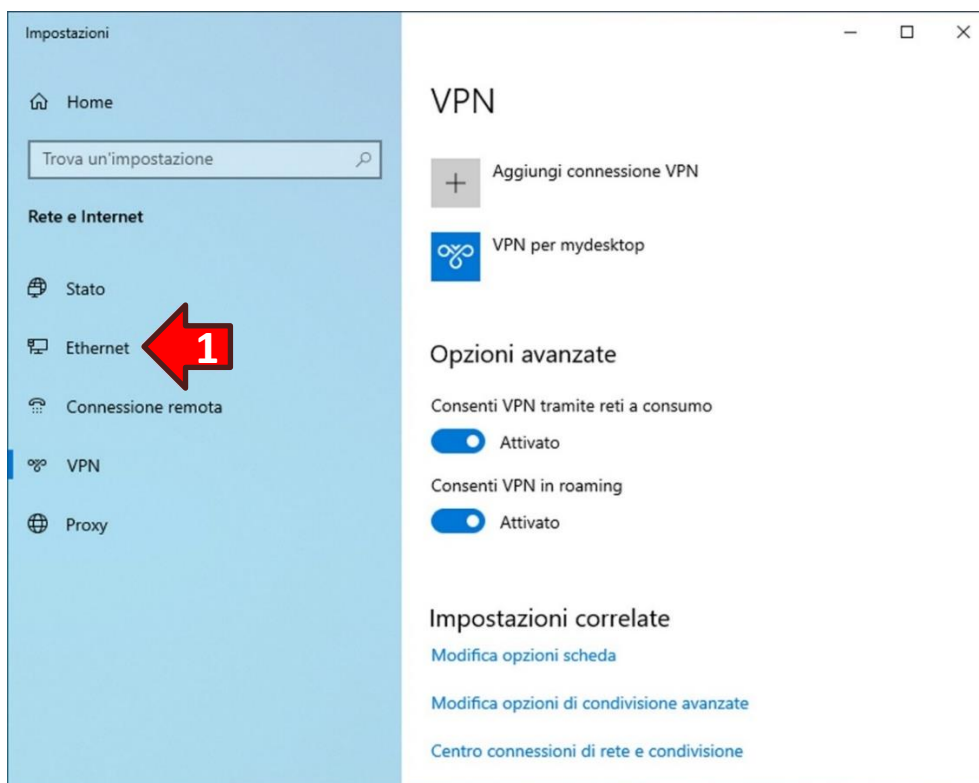 Impostazioni
Home
Trova un'impostazione
Rete e Internet
Stato
Ethernet
1
Connessione remota
VPN
Proxy
VPN
Aggiungi connessione VPN
VPN per mydesktop
Opzioni avanzate
Consenti VPN tramite reti a consumo
Attivato
Consenti VPN in roaming
Attivato
Impostazioni correlate
Modifica opzioni scheda
Modifica opzioni di condivisione avanzate
Centro connessioni di rete e condivisione